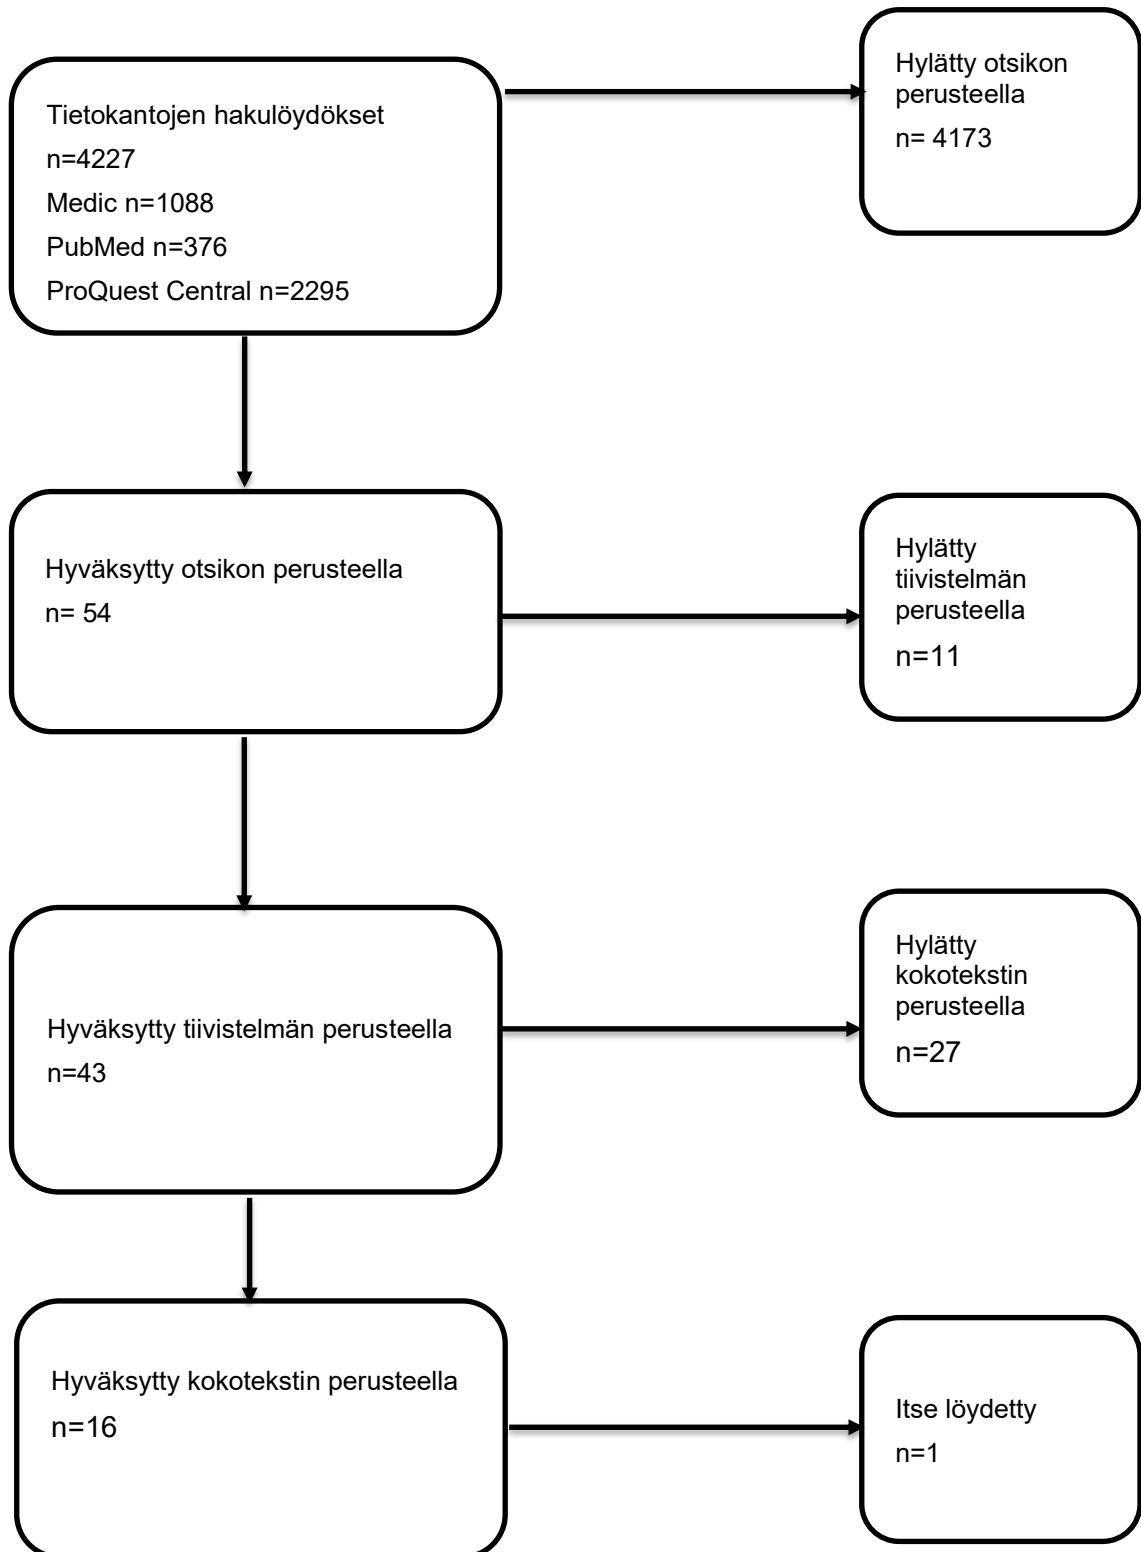 Tietokantojen hakulöydökset
n=4227
Medic n=1088
PubMed n=376
ProQuest Central n=2295
Hylätty otsikon
perusteella
n= 4173
Hyväksytty otsikon perusteella
n= 54
Hylätty
tiivistelmän
perusteella
n=11
Hyväksytty tiivistelmän perusteella
n=43
Hylätty
kokotekstin
perusteella
n=27
Hyväksytty kokotekstin perusteella
n=16
Itse löydetty
n=1